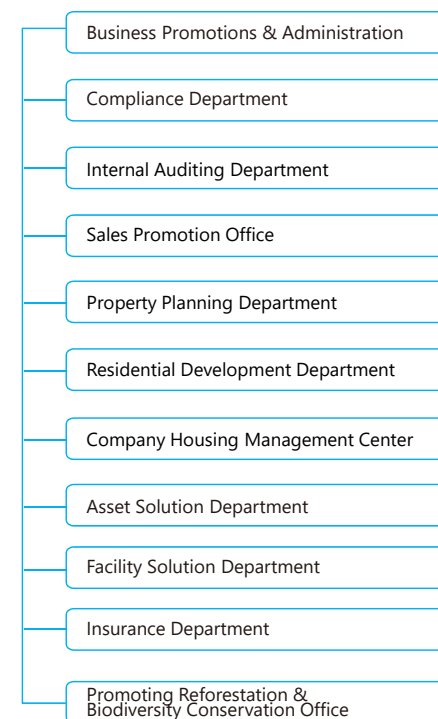 Business Promotions & Administration
Compliance Department
Internal Auditing Department
Sales Promotion Office
Property Planning Department
Residential Development Department
Company Housing Management Center
Asset Solution Department
Facility Solution Department
Insurance Department
Promoting Reforestation &
Biodiversity Conservation Office